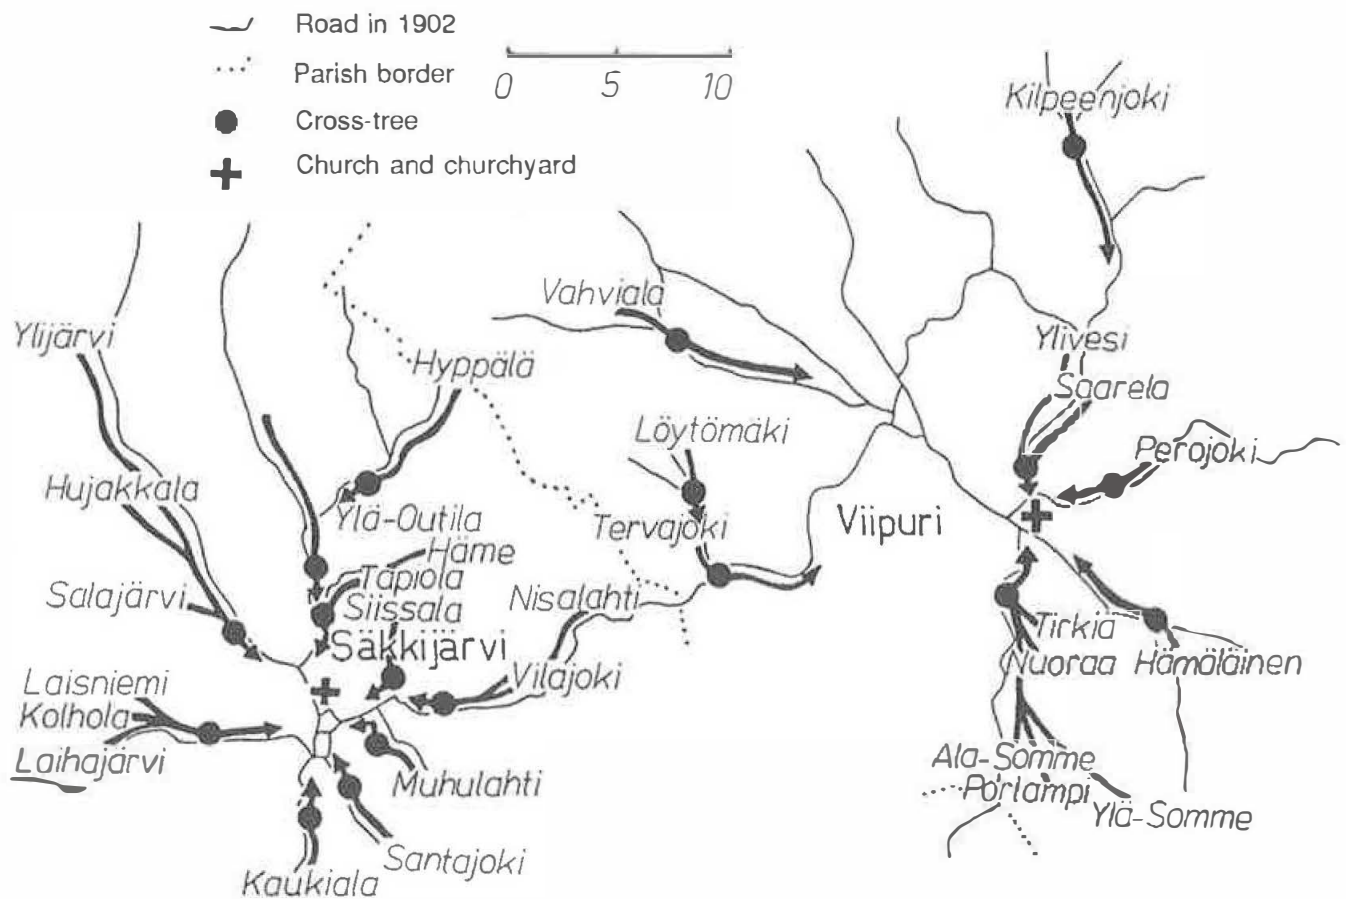 Road in 1902
Parish border
Cross-tree
Church and churchyard
0 5 10
Kilpeenjoki
Vahviala
Ylijärvi
Ylivesi
Hyppälä
Saarela
Löytömäki
Perojoki
Hujakkala
Ylä-Outila
Tervajoki
Viipuri
Häme
Tapiola
Salajärvi
Siissala
Nisalahti
Säkkijärvi
Tirkiä
Nuoraa Hämäläinen
Vilajoki
Laisniemi
Kolhola
Laihajärvi
Ala-Somme
Muhulahti
Portampi
Ylä-Somme
Santajoki
Kaukiala